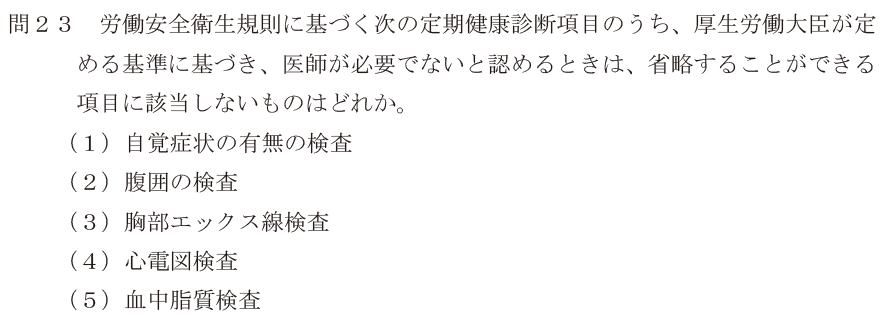 問２３　労働安全衛生規則に基づく次の定期健康診断項目のうち、厚生労働大臣が定
める基準に基づき、医師が必要でないと認めるときは、省略することができる
項目に該当しないものはどれか。
（１）自覚症状の有無の検査
（２）腹囲の検査
（３）胸部エックス線検査
（４）心電図検査
（５）血中脂質検査